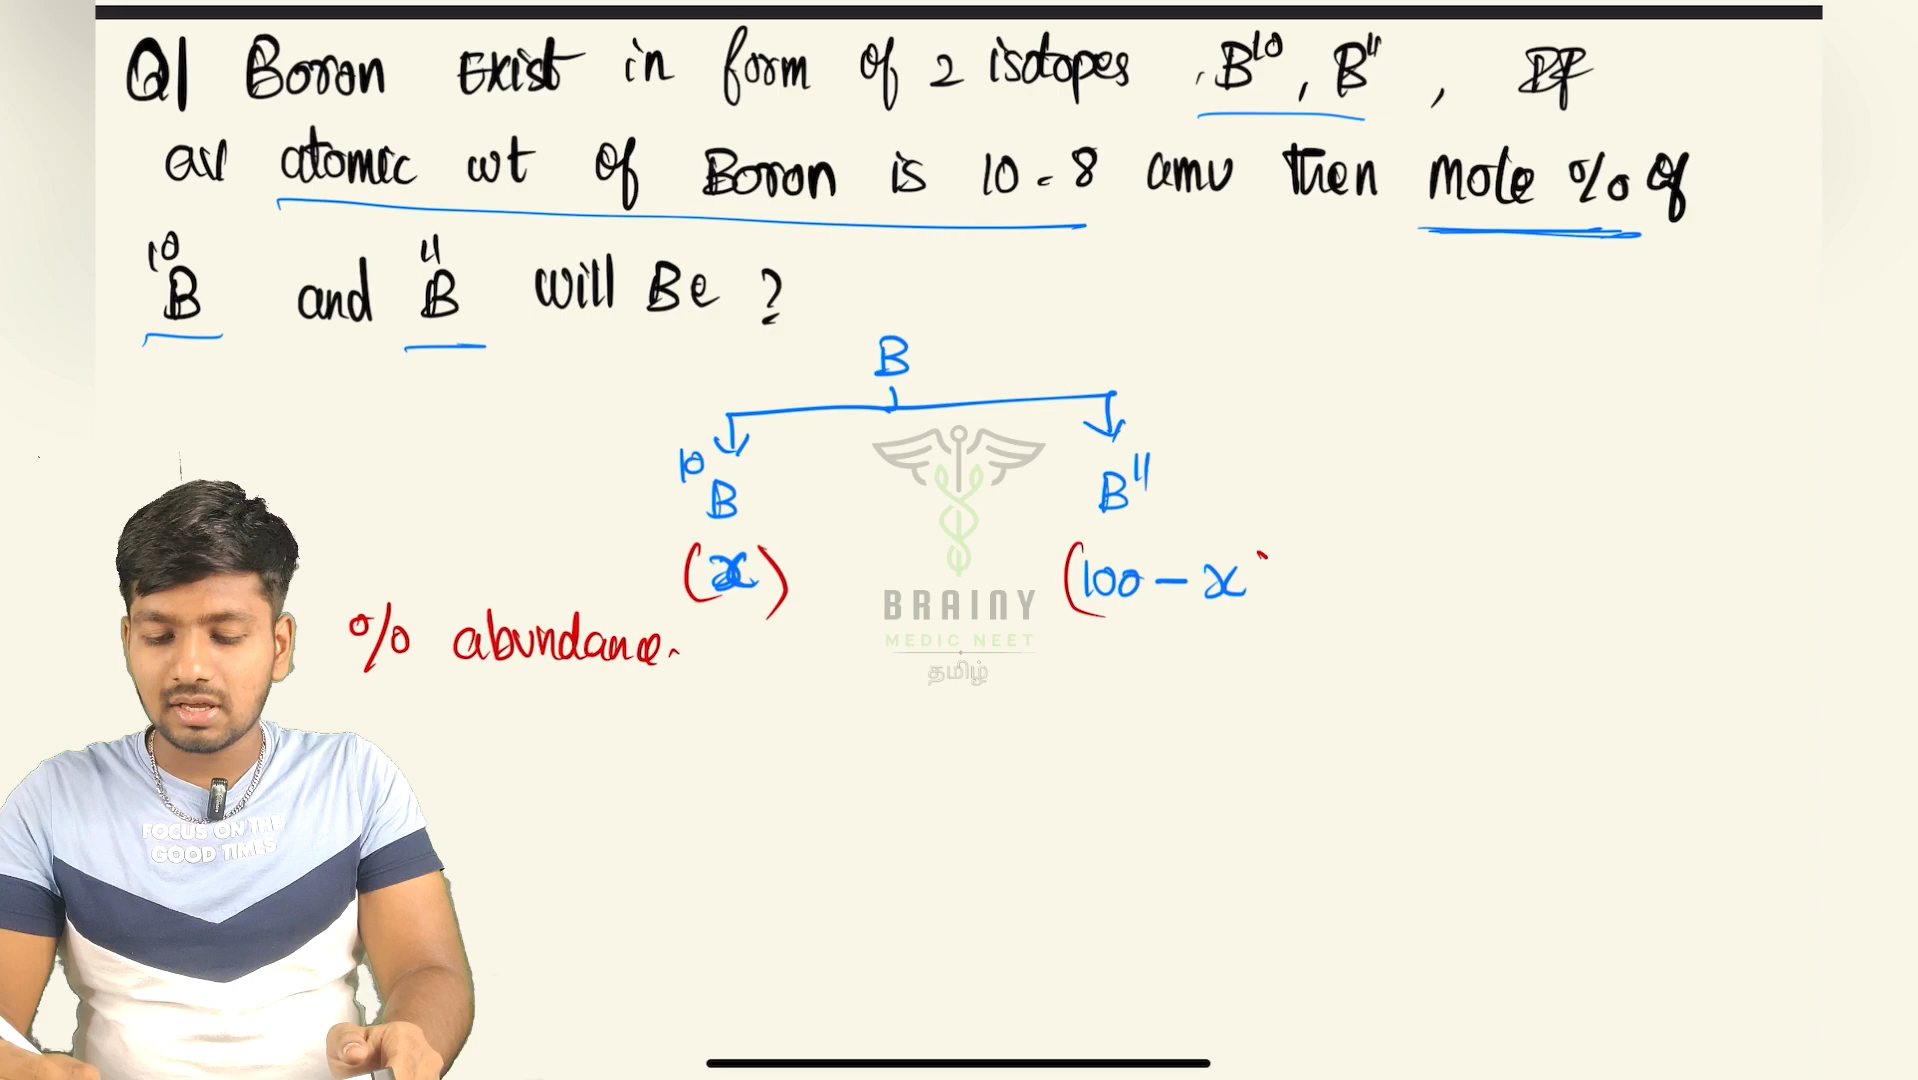 Q1 Boron Exist in form of 2 isotopes, B¹⁰, B¹¹, If
av atomic wt of Boron is 10.8 amu then mole % of
¹⁰B and ¹¹B will Be ?
B
¹⁰B B¹¹
(x) (100 - x
% abundance.
BRAINY
MEDIC NEET
தமிழ்
FOCUS ON THE
GOOD TIMES